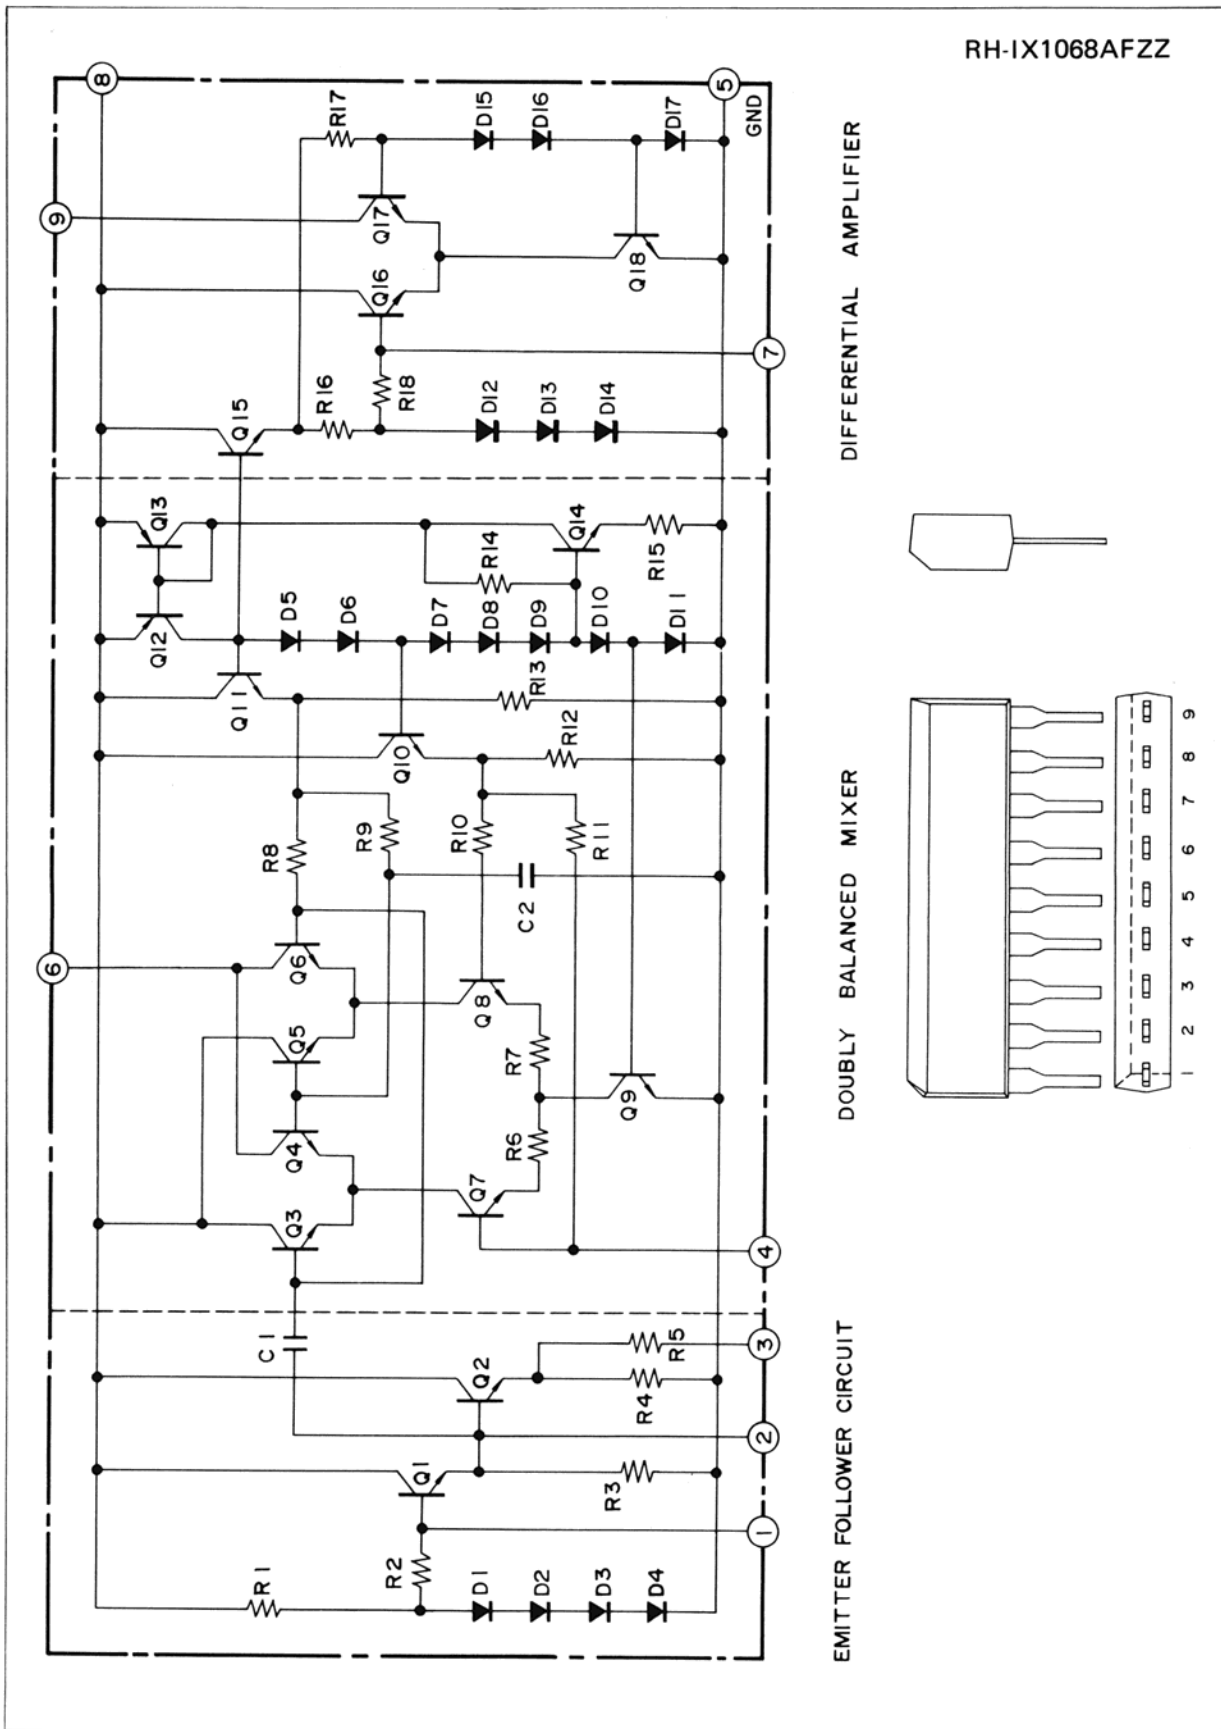 RH-IX1068AFZZ
8
9
6
5
GND
7
4
3
2
1
R17
D15
D16
D17
Q17
Q16
Q18
Q15
R16
R18
D12
D13
D14
Q13
Q12
Q14
R14
R15
D5
D6
D7
D8
D9
D10
D11
Q11
R13
Q10
R12
R8
R9
R10
R11
C2
Q6
Q5
Q4
Q3
Q8
R7
R6
Q7
Q9
C1
Q2
R5
R4
Q1
R3
R1
R2
D1
D2
D3
D4
EMITTER FOLLOWER CIRCUIT
DOUBLY BALANCED MIXER
DIFFERENTIAL AMPLIFIER
1 2 3 4 5 6 7 8 9